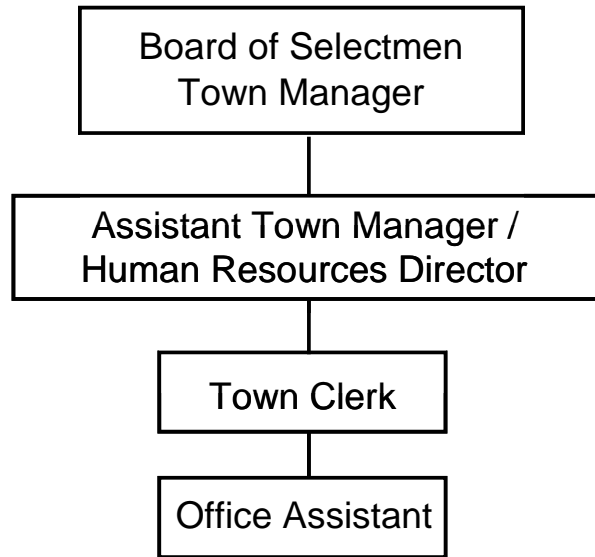 Board of Selectmen
Town Manager
Assistant Town Manager /
Human Resources Director
Town Clerk
Office Assistant